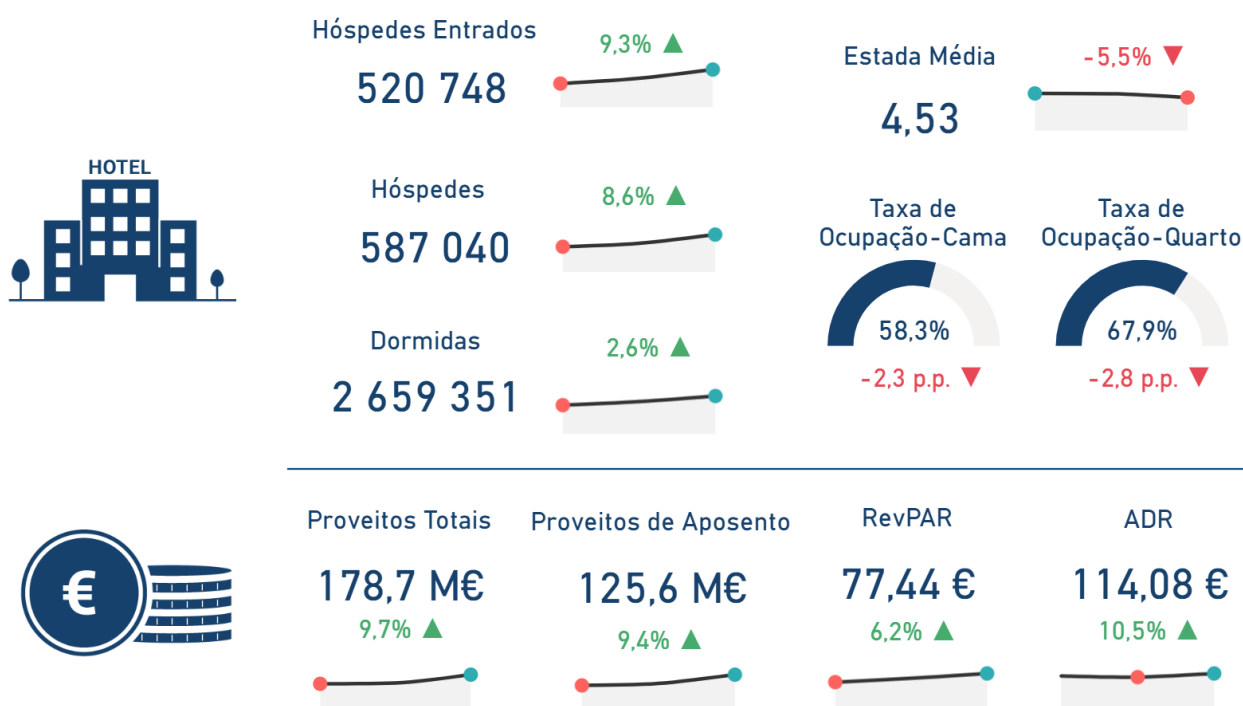 HOTEL
Hóspedes Entrados
520 748
9,3% ▲
Estada Média
4,53
-5,5% ▼
Hóspedes
587 040
8,6% ▲
Taxa de
Ocupação-Cama
58,3%
-2,3 p.p. ▼
Taxa de
Ocupação-Quarto
67,9%
-2,8 p.p. ▼
Dormidas
2 659 351
2,6% ▲
€
Proveitos Totais
178,7 M€
9,7% ▲
Proveitos de Aposento
125,6 M€
9,4% ▲
RevPAR
77,44 €
6,2% ▲
ADR
114,08 €
10,5% ▲